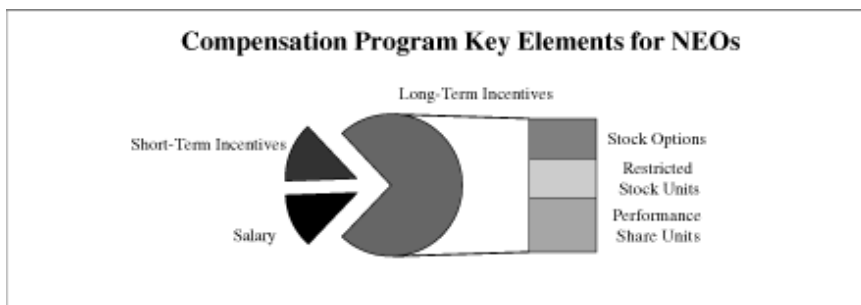 Compensation Program Key Elements for NEOs
Long-Term Incentives
Short-Term Incentives
Salary
Stock Options
Restricted
Stock Units
Performance
Share Units